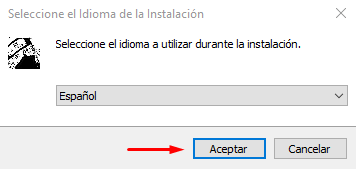 Seleccione el Idioma de la Instalación
Seleccione el idioma a utilizar durante la instalación.
Español
Aceptar
Cancelar